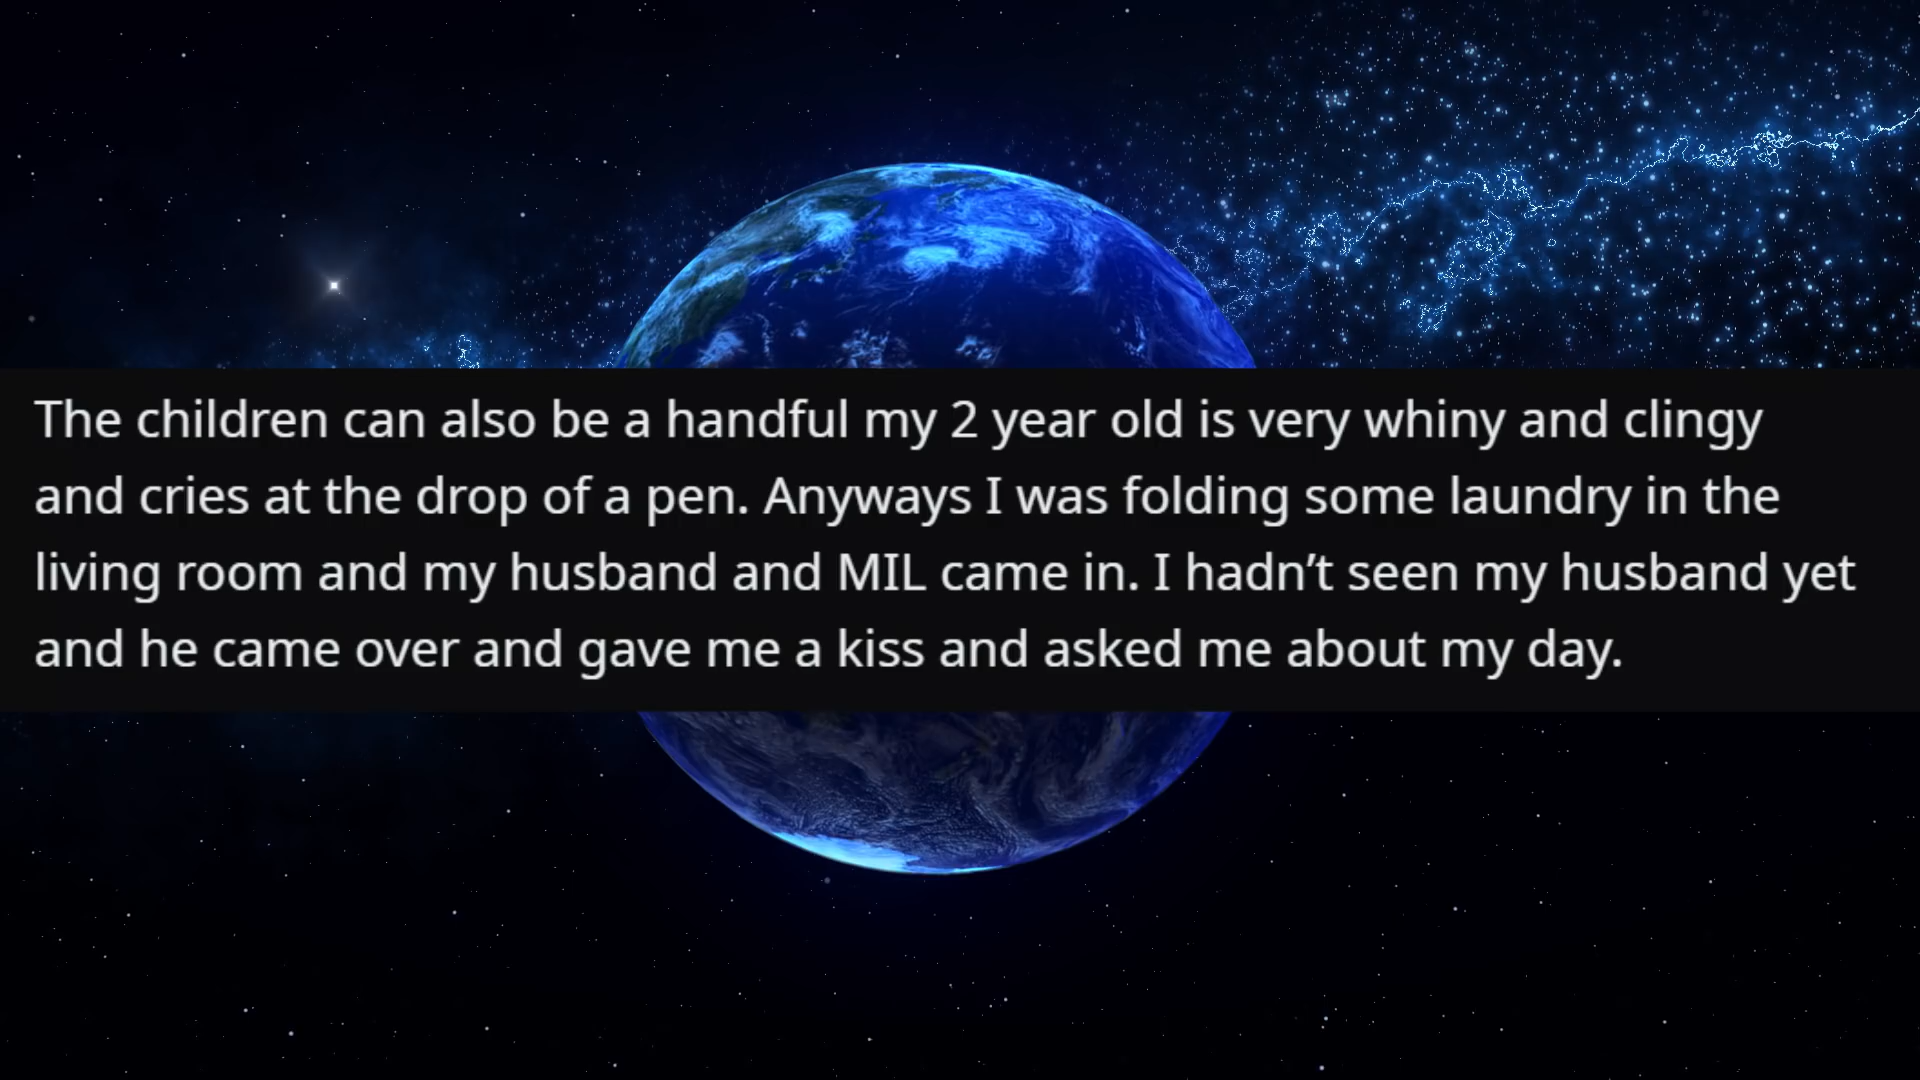 The children can also be a handful my 2 year old is very whiny and clingy
and cries at the drop of a pen. Anyways I was folding some laundry in the
living room and my husband and MIL came in. I hadn’t seen my husband yet
and he came over and gave me a kiss and asked me about my day.